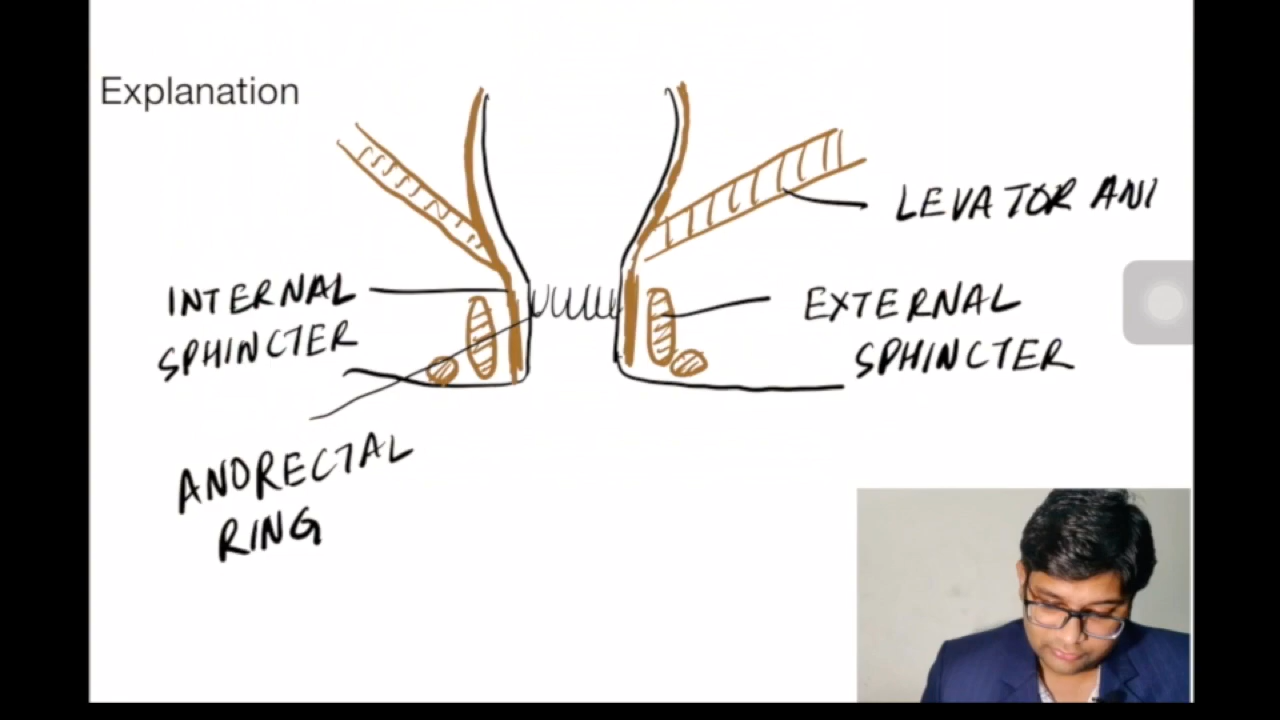 Explanation
LEVATOR ANI
INTERNAL
SPHINCTER
EXTERNAL
SPHINCTER
ANORECTAL
RING